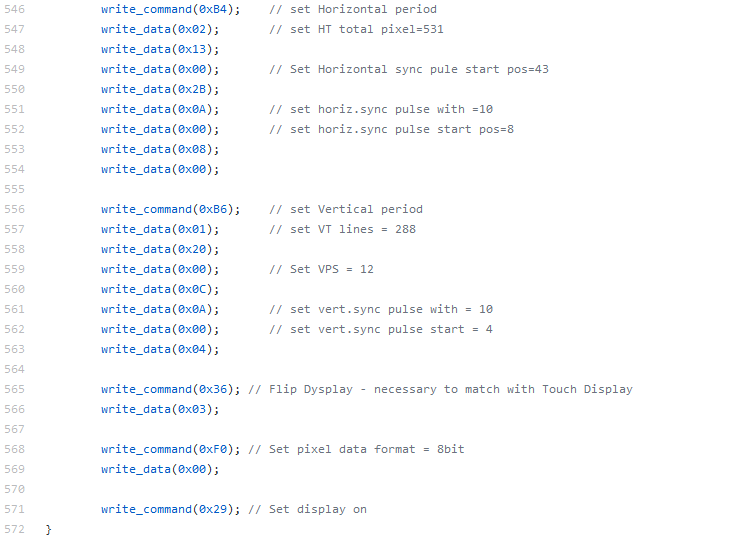 546 write_command(0xB4); // set Horizontal period
547 write_data(0x02); // set HT total pixel=531
548 write_data(0x13);
549 write_data(0x00); // Set Horizontal sync pule start pos=43
550 write_data(0x2B);
551 write_data(0x0A); // set horiz.sync pulse with =10
552 write_data(0x00); // set horiz.sync pulse start pos=8
553 write_data(0x08);
554 write_data(0x00);
555
556 write_command(0xB6); // set Vertical period
557 write_data(0x01); // set VT lines = 288
558 write_data(0x20);
559 write_data(0x00); // Set VPS = 12
560 write_data(0x0C);
561 write_data(0x0A); // set vert.sync pulse with = 10
562 write_data(0x00); // set vert.sync pulse start = 4
563 write_data(0x04);
564
565 write_command(0x36); // Flip Dysplay - necessary to match with Touch Display
566 write_data(0x03);
567
568 write_command(0xF0); // Set pixel data format = 8bit
569 write_data(0x00);
570
571 write_command(0x29); // Set display on
572 }